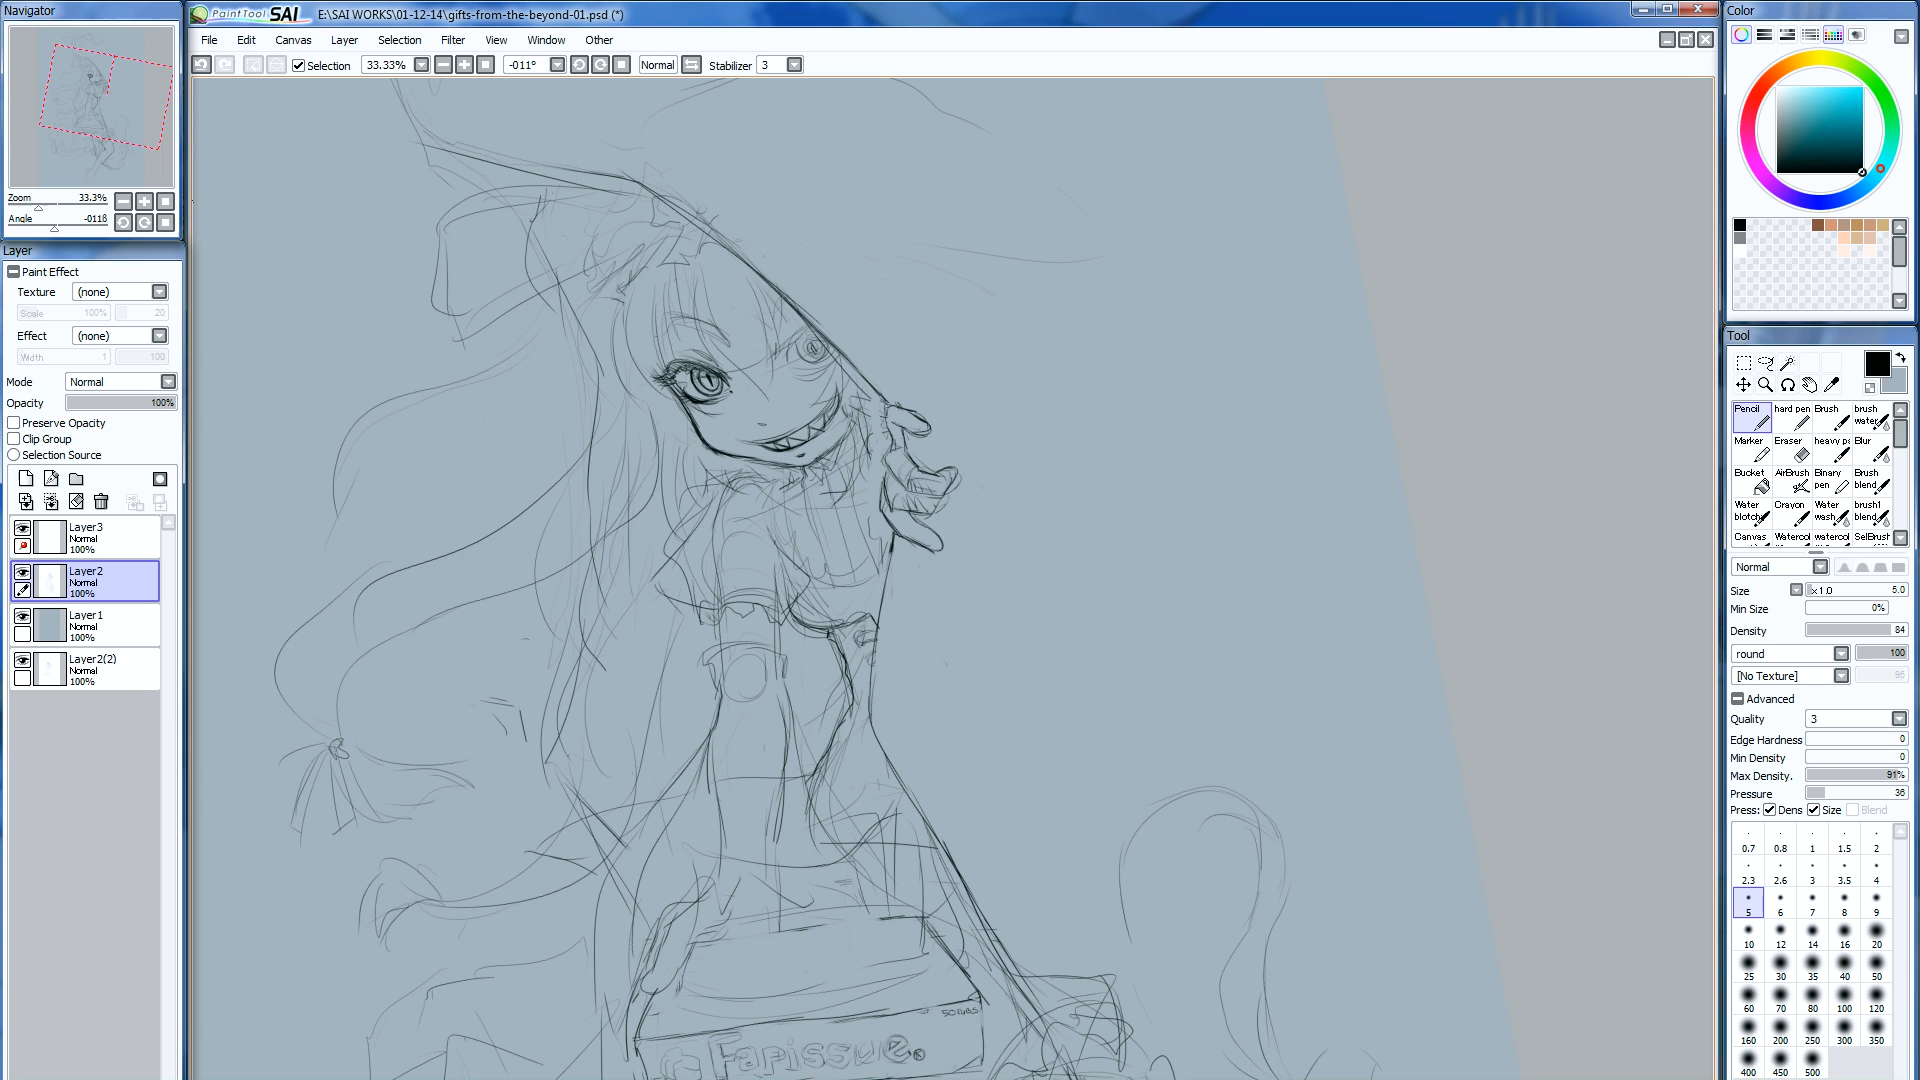 Navigator
PaintTool SAI E:\SAI WORKS\01-12-14\gifts-from-the-beyond-01.psd (*)
Color
File Edit Canvas Layer Selection Filter View Window Other
Selection 33.33% -011° Normal Stabilizer 3
Zoom 33.3%
Angle -011ß
Layer
Paint Effect
Texture (none)
Scale 100% 20
Effect (none)
Width 1 100
Mode Normal
Opacity 100%
Preserve Opacity
Clip Group
Selection Source
Layer3
Normal
100%
Layer2
Normal
100%
Layer1
Normal
100%
Layer2(2)
Normal
100%
Tool
Pencil hard pen Brush brush water
Marker Eraser heavy pa Blur
Bucket AirBrush Binary pen Brush blend
Water blotchy Crayon Water wash brush1 blend
Canvas Watercol watercol SelBrush
Normal
Size x1.0 5.0
Min Size 0%
Density 84
round 100
[No Texture] 95
Advanced
Quality 3
Edge Hardness 0
Min Density 0
Max Density. 91%
Pressure 36
Press: Dens Size Blend
0.7 0.8 1 1.5 2
2.3 2.6 3 3.5 4
5 6 7 8 9
10 12 14 16 20
25 30 35 40 50
60 70 80 100 120
160 200 250 300 350
400 450 500
Fapissue